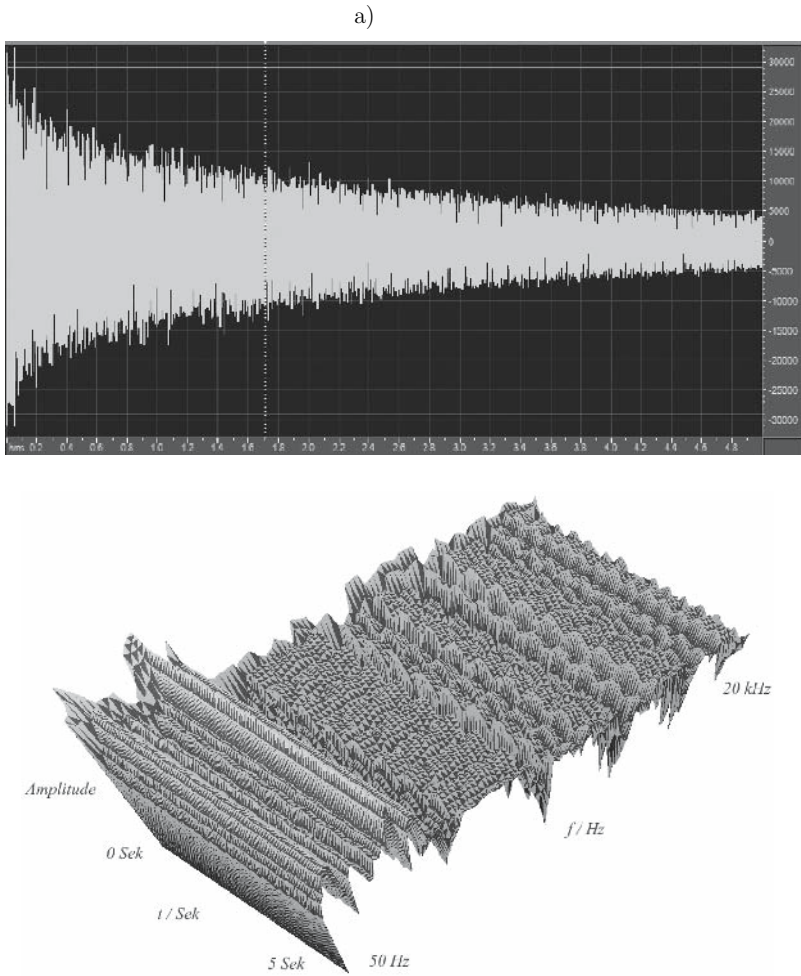 a)
30000
25000
20000
15000
10000
5000
0
-5000
-10000
-15000
-20000
-25000
-30000
hms 0.2 0.4 0.6 0.8 1.0 1.2 1.4 1.6 1.8 2.0 2.2 2.4 2.6 2.8 3.0 3.2 3.4 3.6 3.8 4.0 4.2 4.4 4.6 4.8
20 kHz
Amplitude
f / Hz
0 Sek
t / Sek
5 Sek 50 Hz